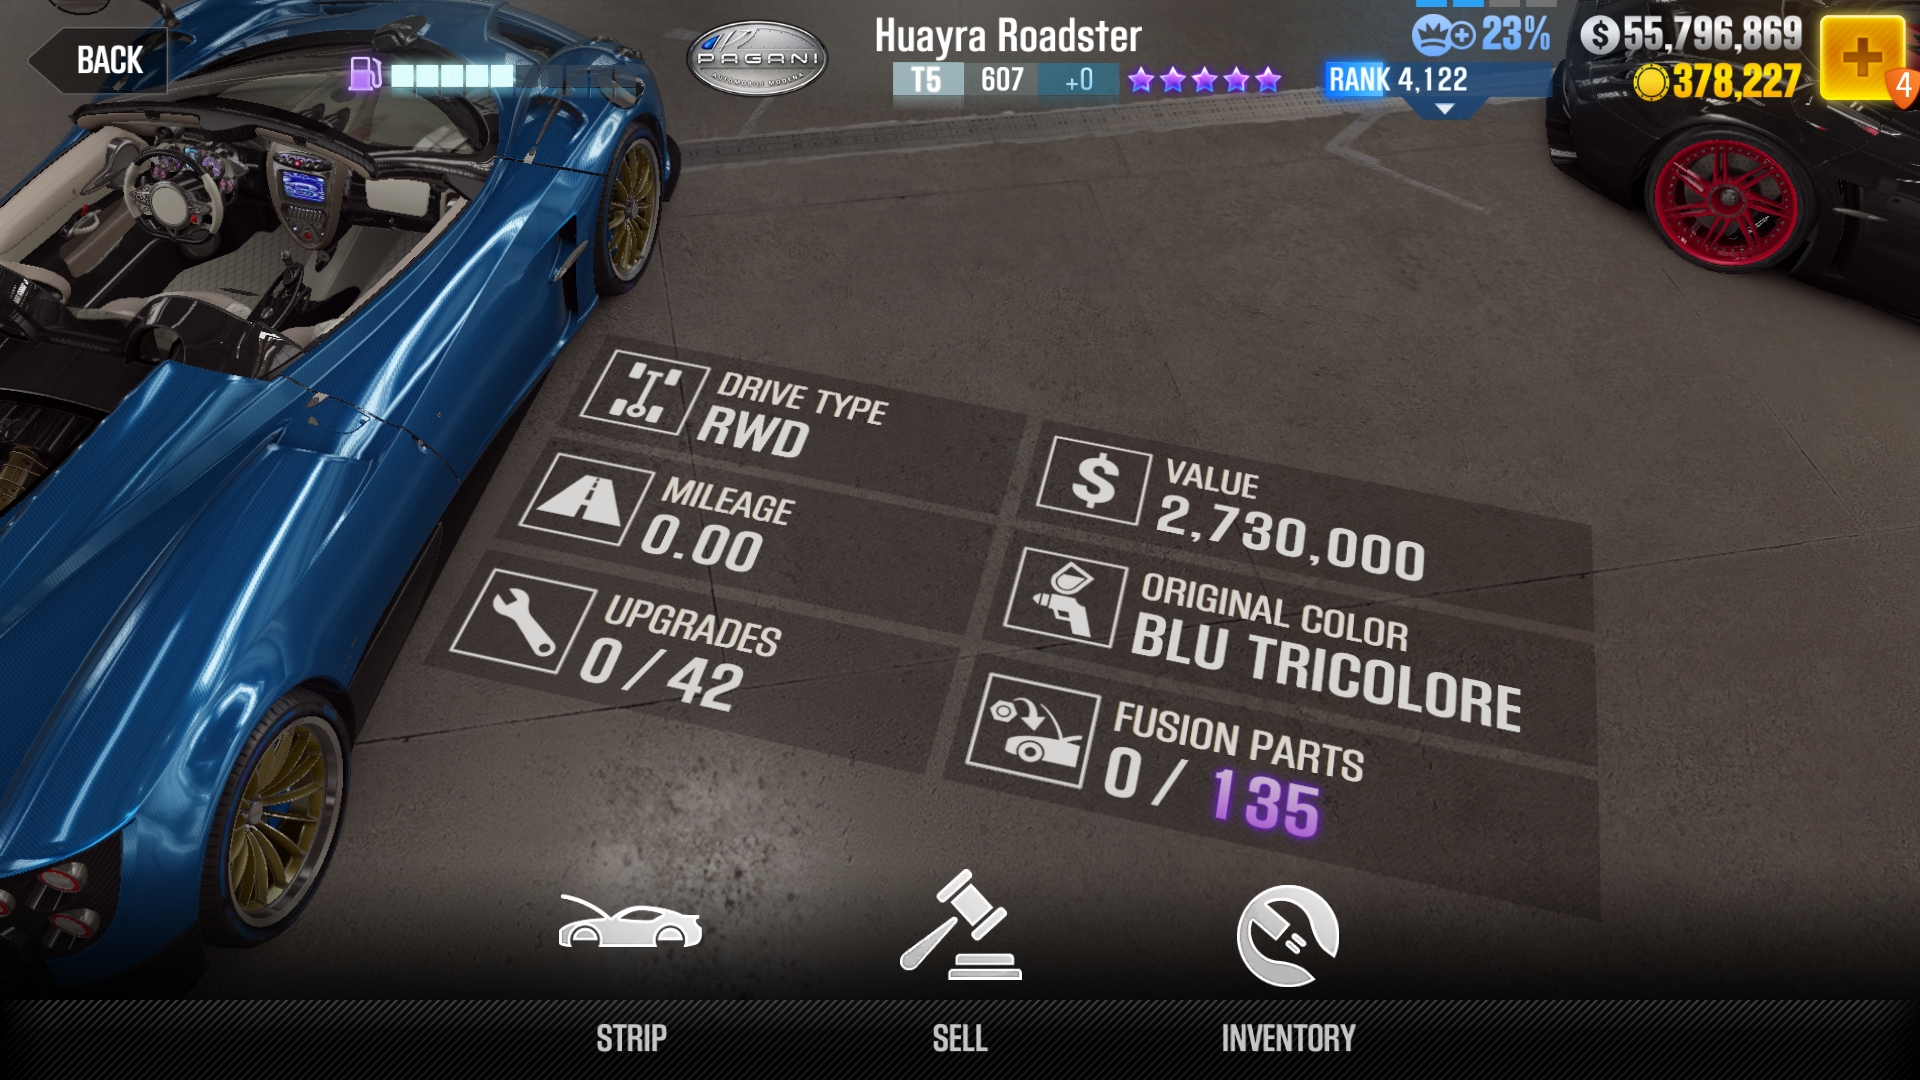 BACK
PAGANI
AUTOMOBILI MODENA
Huayra Roadster
T5 607 +0
RANK 4,122
23%
55,796,869
378,227
4
DRIVE TYPE
RWD
MILEAGE
0.00
UPGRADES
0 / 42
VALUE
2,730,000
ORIGINAL COLOR
BLU TRICOLORE
FUSION PARTS
0 / 135
STRIP
SELL
INVENTORY